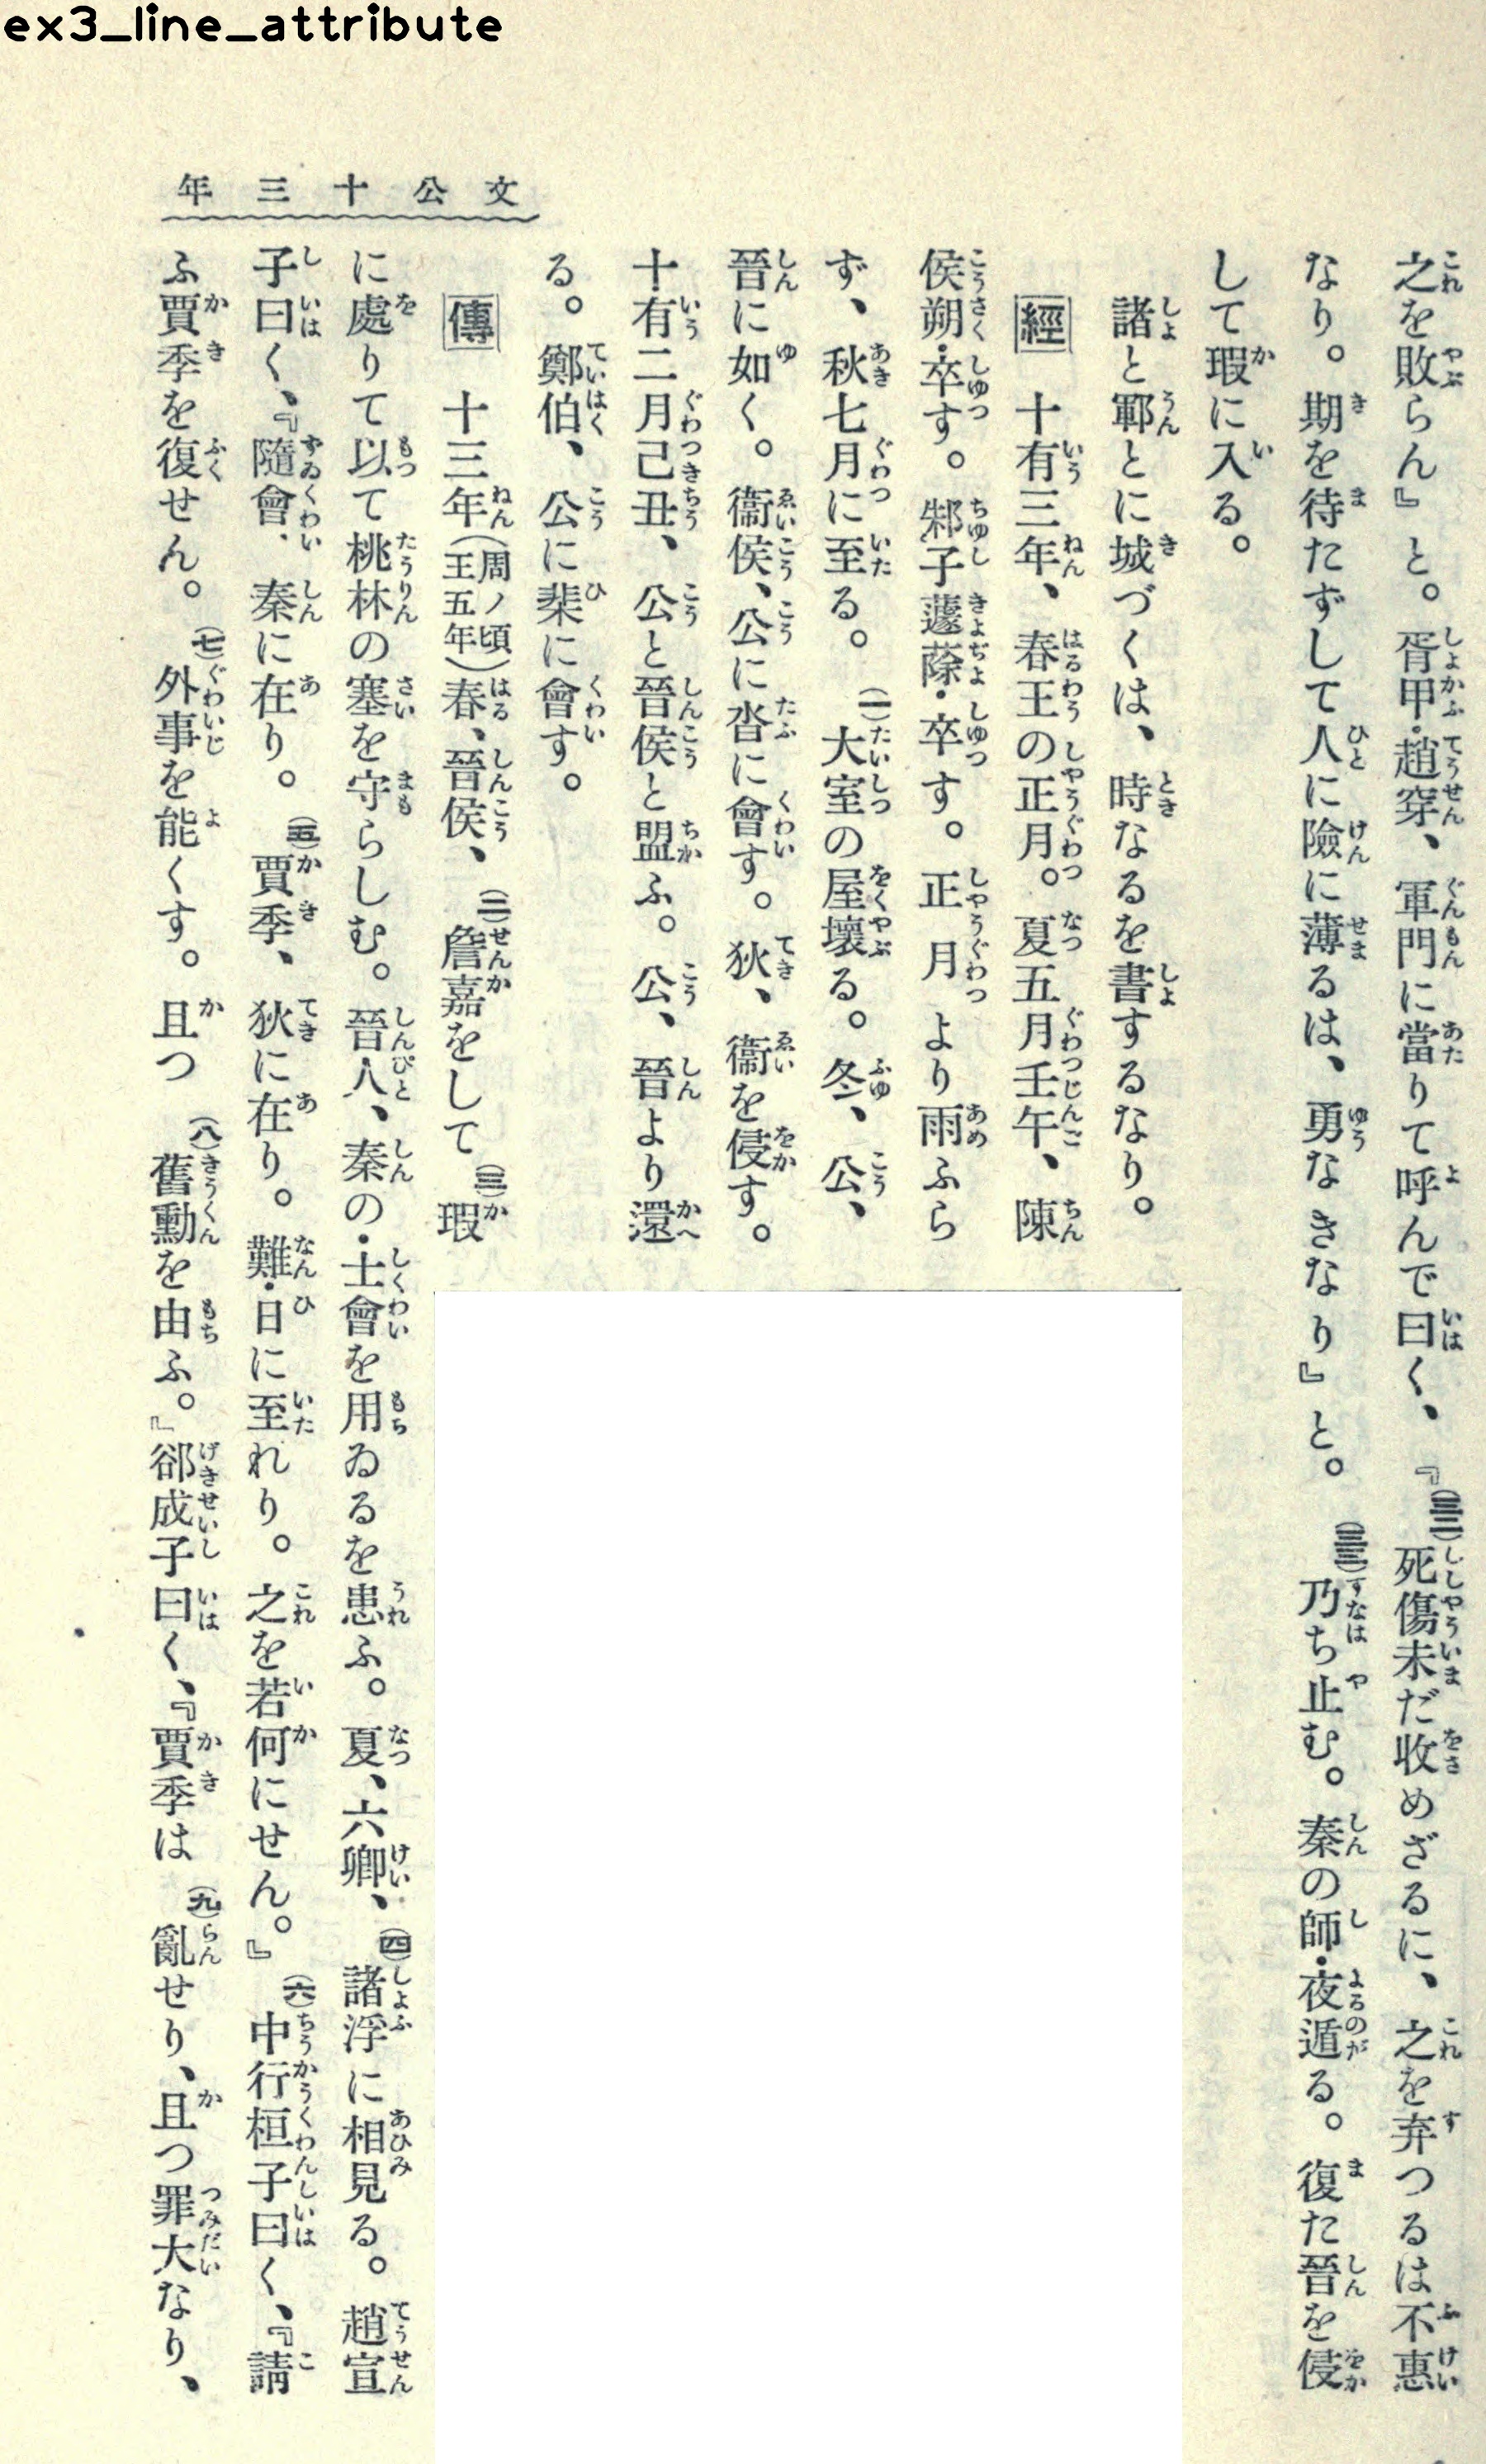 ex3_line_attribute
文公十三年
之を敗らん』と。胥甲・趙穿、軍門に當りて呼んで曰く、『(三二)死傷未だ收めざるに、之を弃つるは不惠
なり。期を待たずして人に險に薄るは、勇なきなり』と。(三三)乃ち止む。秦の師・夜遁る。復た晉を侵
して瑕に入る。
諸と鄆とに城づくは、時なるを書するなり。
經 十有三年、春王の正月。夏五月壬午、陳
侯朔・卒す。邾子蘧蒢・卒す。正月より雨ふら
ず、秋七月に至る。(一)大室の屋壞る。冬、公、
晉に如く。衞侯、公に沓に會す。狄、衞を侵す。
十有二月己丑、公と晉侯と盟ふ。公、晉より還
る。鄭伯、公に棐に會す。
傳 十三年(周ノ頃王五年)春、晉侯、(二)詹嘉をして(三)瑕
に處りて以て桃林の塞を守らしむ。晉人、秦の・士會を用ゐるを患ふ。夏、六卿、(四)諸浮に相見る。趙宣
子曰く、『隨會、秦に在り。(五)賈季、狄に在り。難・日に至れり。之を若何にせん。』(六)中行桓子曰く、『請
ふ賈季を復せん。(七)外事を能くす。且つ(八)舊勳を由ふ。』郤成子曰く、『賈季は(九)亂せり、且つ罪大なり、